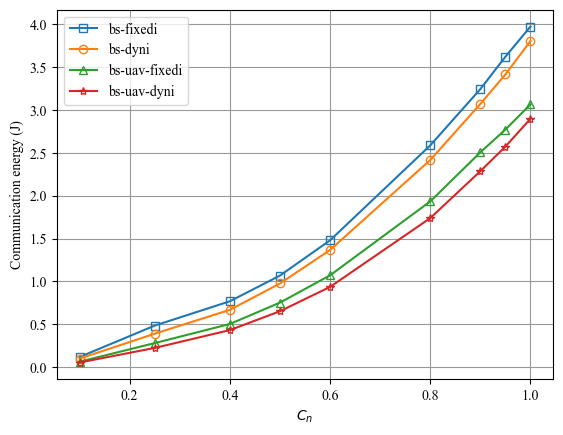 bs-fixedi
bs-dyni
bs-uav-fixedi
bs-uav-dyni
4.0
3.5
3.0
2.5
2.0
1.5
1.0
0.5
0.0
Communication energy (J)
0.2 0.4 0.6 0.8 1.0
C_n